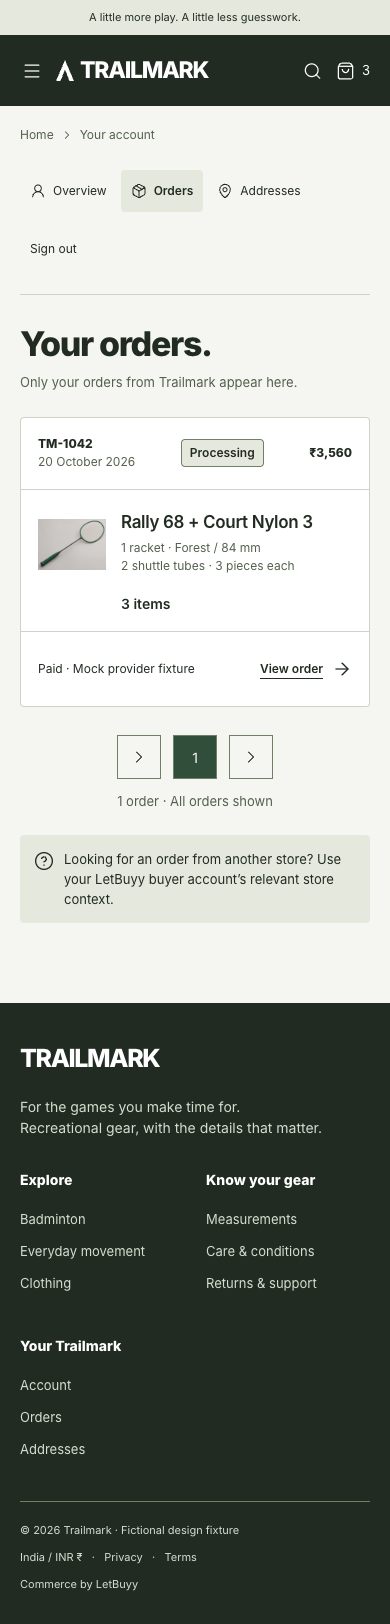 A little more play. A little less guesswork.
TRAILMARK
3
Home
Your account
Overview
Orders
Addresses
Sign out
Your orders.
Only your orders from Trailmark appear here.
TM-1042
20 October 2026
Processing
₹3,560
Rally 68 + Court Nylon 3
1 racket · Forest / 84 mm
2 shuttle tubes · 3 pieces each
3 items
Paid · Mock provider fixture
View order
1
1 order · All orders shown
Looking for an order from another store? Use
your LetBuyy buyer account’s relevant store
context.
TRAILMARK
For the games you make time for.
Recreational gear, with the details that matter.
Explore
Badminton
Everyday movement
Clothing
Know your gear
Measurements
Care & conditions
Returns & support
Your Trailmark
Account
Orders
Addresses
© 2026 Trailmark · Fictional design fixture
India / INR ₹ · Privacy · Terms
Commerce by LetBuyy